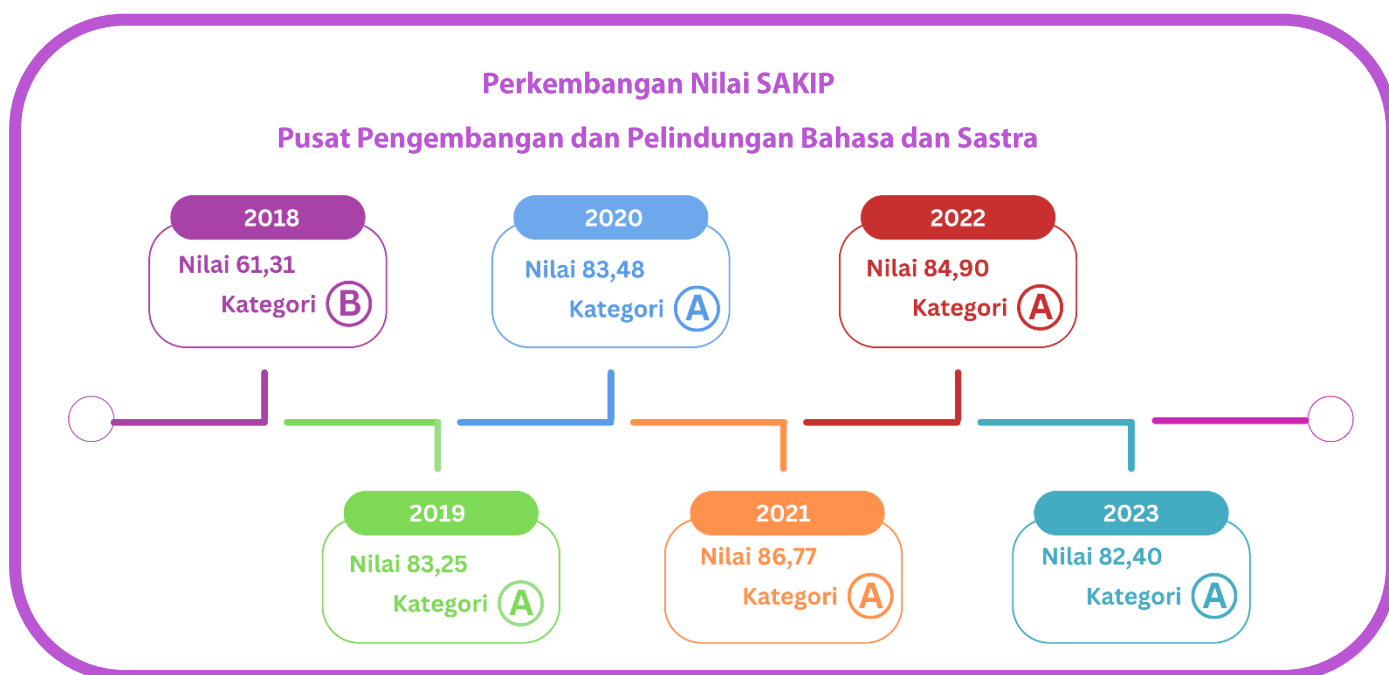 Perkembangan Nilai SAKIP
Pusat Pengembangan dan Pelindungan Bahasa dan Sastra
2018
Nilai 61,31
Kategori B
2019
Nilai 83,25
Kategori A
2020
Nilai 83,48
Kategori A
2021
Nilai 86,77
Kategori A
2022
Nilai 84,90
Kategori A
2023
Nilai 82,40
Kategori A